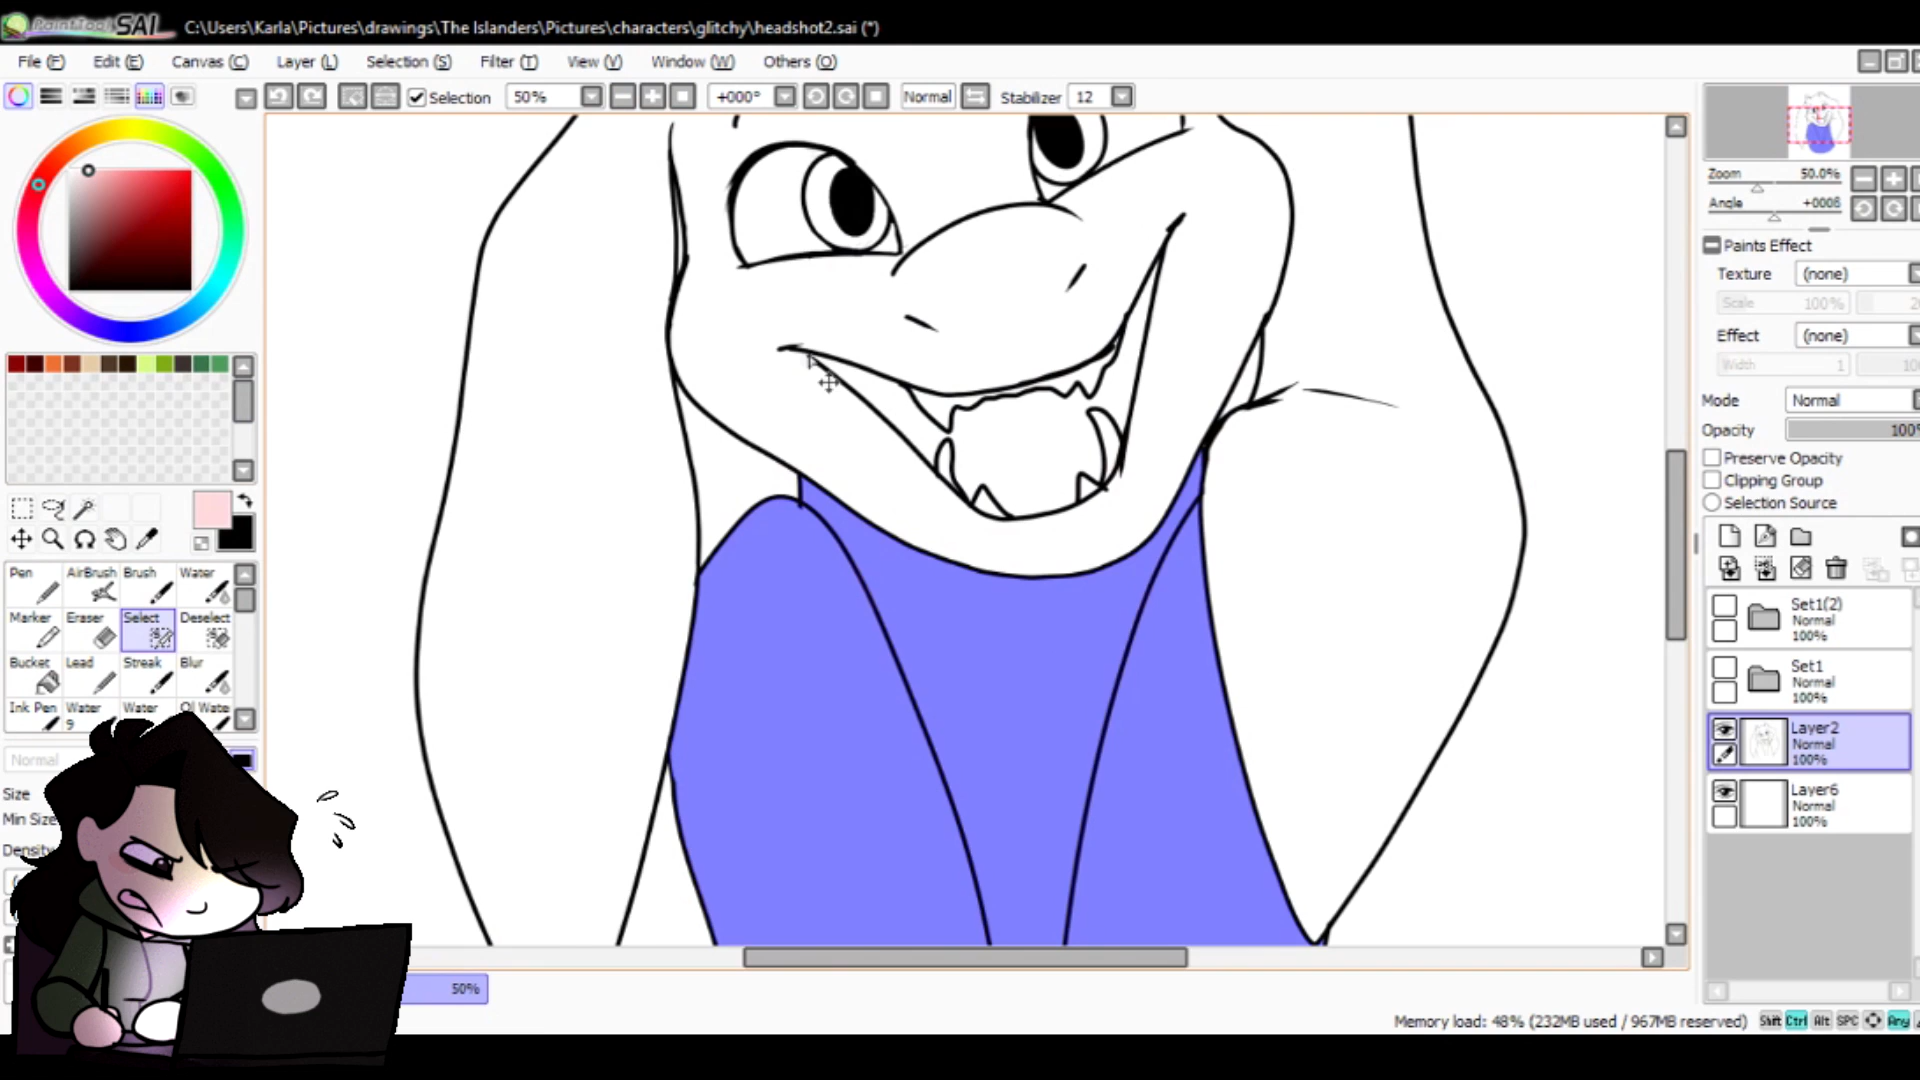 PaintTool SAI C:\Users\Karla\Pictures\drawings\The Islanders\Pictures\characters\glitchy\headshot2.sai (*)
File (F) Edit (E) Canvas (C) Layer (L) Selection (S) Filter (T) View (V) Window (W) Others (O)
Selection 50% +000° Normal Stabilizer 12
Zoom 50.0%
Angle +000ß
Paints Effect
Texture (none)
Scale 100%
Effect (none)
Width 1
Mode Normal
Opacity 100%
Preserve Opacity
Clipping Group
Selection Source
Pen AirBrush Brush Water
Marker Eraser Select Deselect
Bucket Lead Streak Blur
Ink Pen Water Water Ol Wate
9
Normal
Size
Min Size
Density
Set1(2)
Normal
100%
Set1
Normal
100%
Layer2
Normal
100%
Layer6
Normal
100%
50%
Memory load: 48% (232MB used / 967MB reserved) Shift Ctrl Alt SPC Any